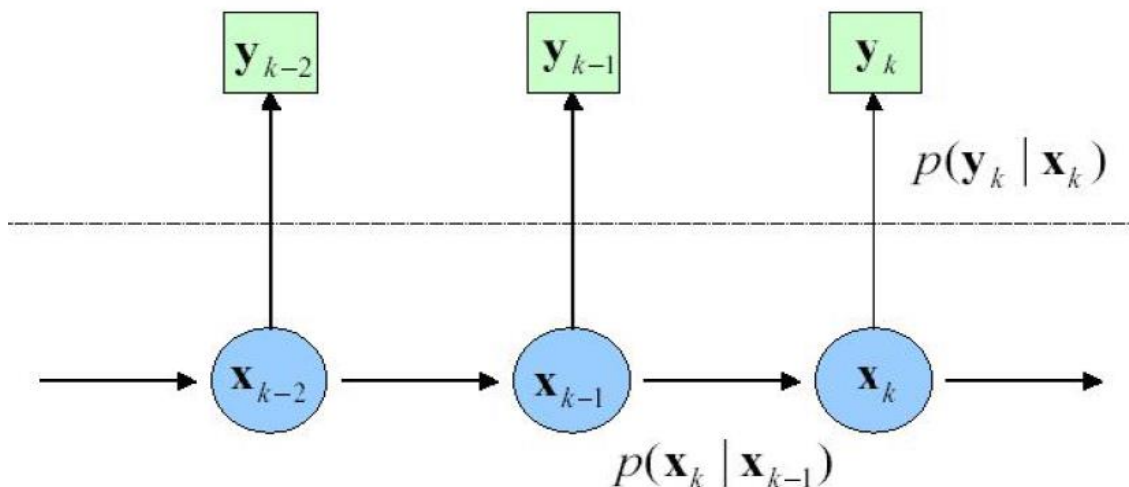 y_{k−2} y_{k−1} y_k
p(y_k | x_k)
x_{k−2} x_{k−1} x_k
p(x_k | x_{k−1})